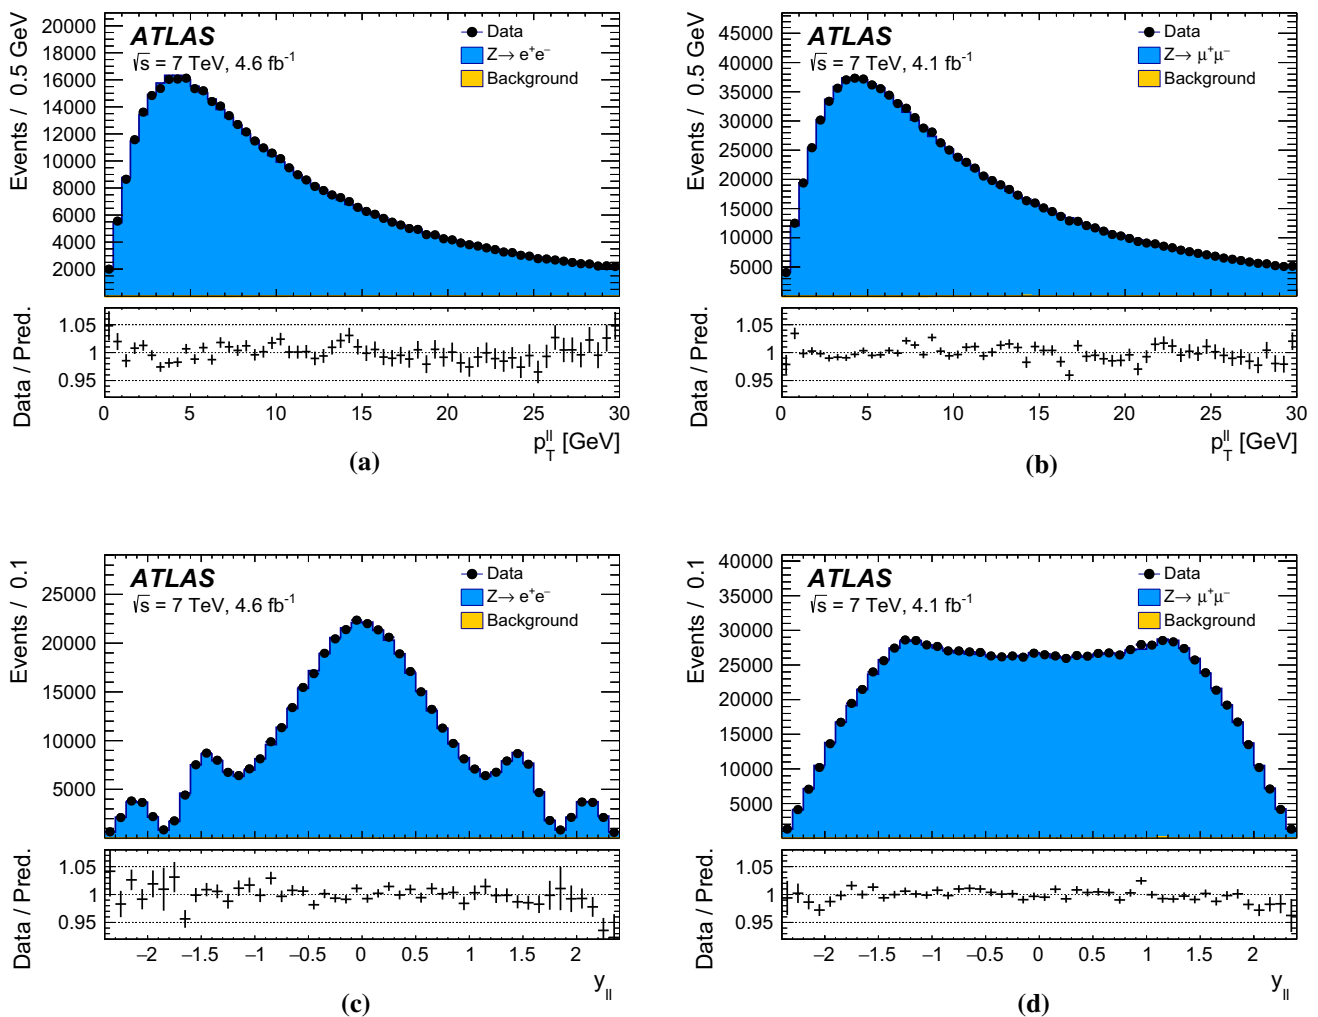 ATLAS
√s = 7 TeV, 4.6 fb⁻¹
Data
Z→ e⁺e⁻
Background
Events / 0.5 GeV
20000
18000
16000
14000
12000
10000
8000
6000
4000
2000
Data / Pred.
1.05
1
0.95
0 5 10 15 20 25 30
p_T^ll [GeV]
(a)
ATLAS
√s = 7 TeV, 4.1 fb⁻¹
Data
Z→ μ⁺μ⁻
Background
Events / 0.5 GeV
45000
40000
35000
30000
25000
20000
15000
10000
5000
Data / Pred.
1.05
1
0.95
0 5 10 15 20 25 30
p_T^ll [GeV]
(b)
ATLAS
√s = 7 TeV, 4.6 fb⁻¹
Data
Z→ e⁺e⁻
Background
Events / 0.1
25000
20000
15000
10000
5000
Data / Pred.
1.05
1
0.95
−2 −1.5 −1 −0.5 0 0.5 1 1.5 2
y_ll
(c)
ATLAS
√s = 7 TeV, 4.1 fb⁻¹
Data
Z→ μ⁺μ⁻
Background
Events / 0.1
40000
35000
30000
25000
20000
15000
10000
5000
Data / Pred.
1.05
1
0.95
−2 −1.5 −1 −0.5 0 0.5 1 1.5 2
y_ll
(d)